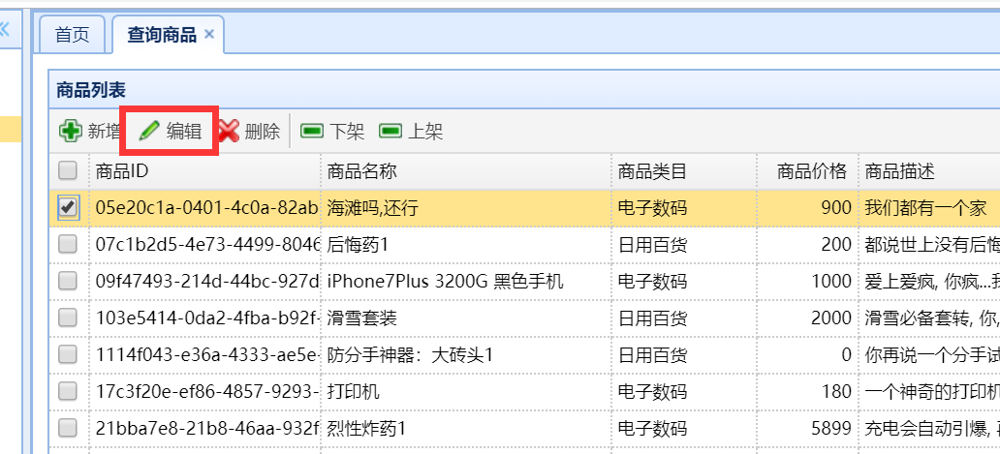 首页 查询商品
商品列表
新增 编辑 删除 下架 上架
商品ID 商品名称 商品类目 商品价格 商品描述
05e20c1a-0401-4c0a-82ab 海滩吗,还行 电子数码 900 我们都有一个家
07c1b2d5-4e73-4499-8046 后悔药1 日用百货 200 都说世上没有后悔
09f47493-214d-44bc-927d iPhone7Plus 3200G 黑色手机 电子数码 1000 爱上爱疯, 你疯...我
103e5414-0da2-4fba-b92f- 滑雪套装 日用百货 2000 滑雪必备套转, 你,
1114f043-e36a-4333-ae5e- 防分手神器：大砖头1 日用百货 0 你再说一个分手试
17c3f20e-ef86-4857-9293- 打印机 电子数码 180 一个神奇的打印机
21bba7e8-21b8-46aa-932f 烈性炸药1 电子数码 5899 充电会自动引爆,